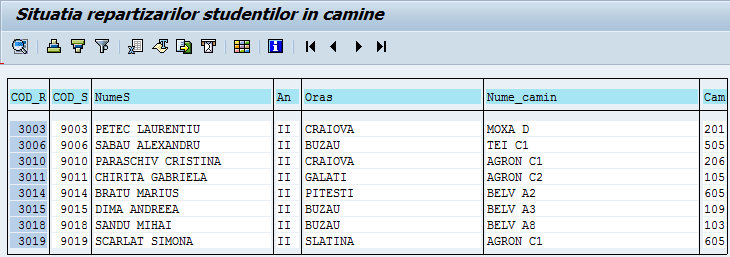 Situatia repartizarilor studentilor in camine
COD_R COD_S NumeS An Oras Nume_camin Cam
3003 9003 PETEC LAURENTIU II CRAIOVA MOXA D 201
3006 9006 SABAU ALEXANDRU II BUZAU TEI C1 505
3010 9010 PARASCHIV CRISTINA II CRAIOVA AGRON C1 206
3011 9011 CHIRITA GABRIELA II GALATI AGRON C2 105
3014 9014 BRATU MARIUS II PITESTI BELV A2 605
3015 9015 DIMA ANDREEA II BUZAU BELV A3 109
3018 9018 SANDU MIHAI II BUZAU BELV A8 103
3019 9019 SCARLAT SIMONA II SLATINA AGRON C1 605